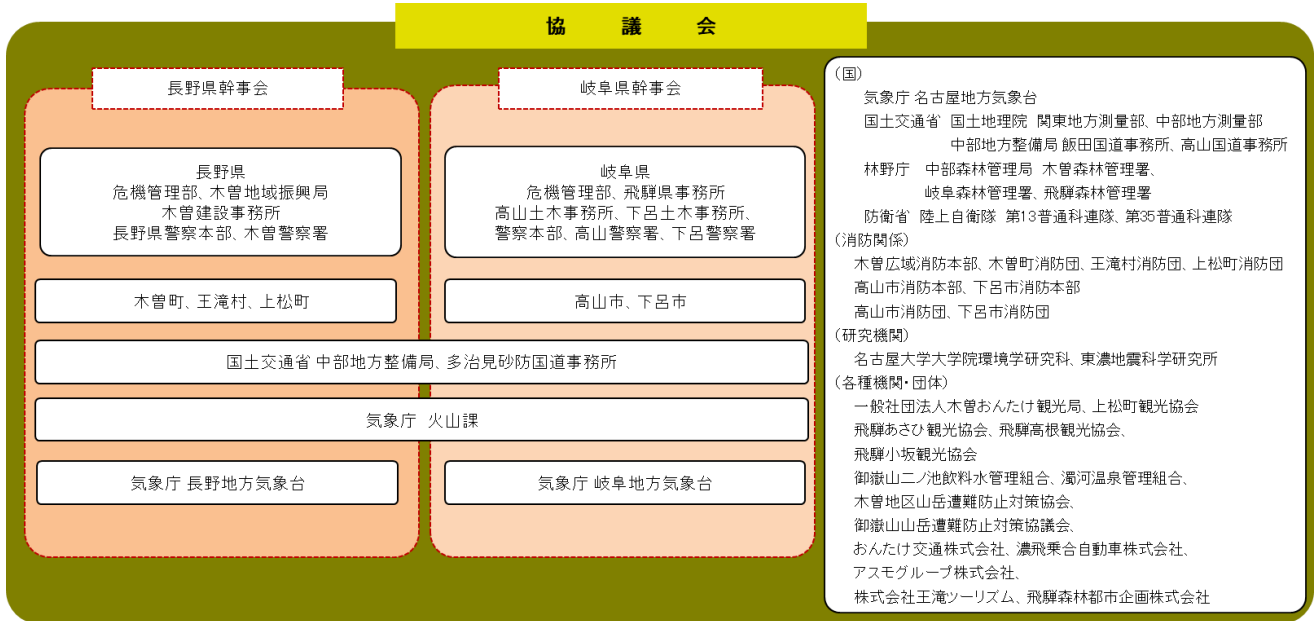 協 議 会
長野県幹事会
長野県
危機管理部、木曽地域振興局
木曽建設事務所
長野県警察本部、木曽警察署
木曽町、王滝村、上松町
岐阜県幹事会
岐阜県
危機管理部、飛騨県事務所
高山土木事務所、下呂土木事務所、
警察本部、高山警察署、下呂警察署
高山市、下呂市
国土交通省 中部地方整備局、多治見砂防国道事務所
気象庁 火山課
気象庁 長野地方気象台
気象庁 岐阜地方気象台
(国)
気象庁 名古屋地方気象台
国土交通省 国土地理院 関東地方測量部、中部地方測量部
中部地方整備局 飯田国道事務所、高山国道事務所
林野庁 中部森林管理局 木曽森林管理署、
岐阜森林管理署、飛騨森林管理署
防衛省 陸上自衛隊 第13普通科連隊、第35普通科連隊
(消防関係)
木曽広域消防本部、木曽町消防団、王滝村消防団、上松町消防団
高山市消防本部、下呂市消防本部
高山市消防団、下呂市消防団
(研究機関)
名古屋大学大学院環境学研究科、東濃地震科学研究所
(各種機関・団体)
一般社団法人木曽おんたけ観光局、上松町観光協会
飛騨あさひ観光協会、飛騨高根観光協会、
飛騨小坂観光協会
御嶽山二ノ池飲料水管理組合、濁河温泉管理組合、
木曽地区山岳遭難防止対策協会、
御嶽山山岳遭難防止対策協議会、
おんたけ交通株式会社、濃飛乗合自動車株式会社、
アスモグループ株式会社、
株式会社王滝ツーリズム、飛騨森林都市企画株式会社